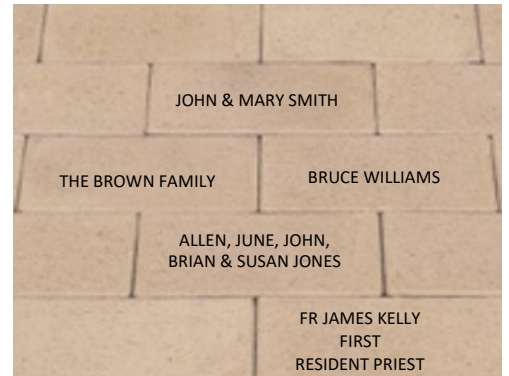 JOHN & MARY SMITH
THE BROWN FAMILY
BRUCE WILLIAMS
ALLEN, JUNE, JOHN,
BRIAN & SUSAN JONES
FR JAMES KELLY
FIRST
RESIDENT PRIEST